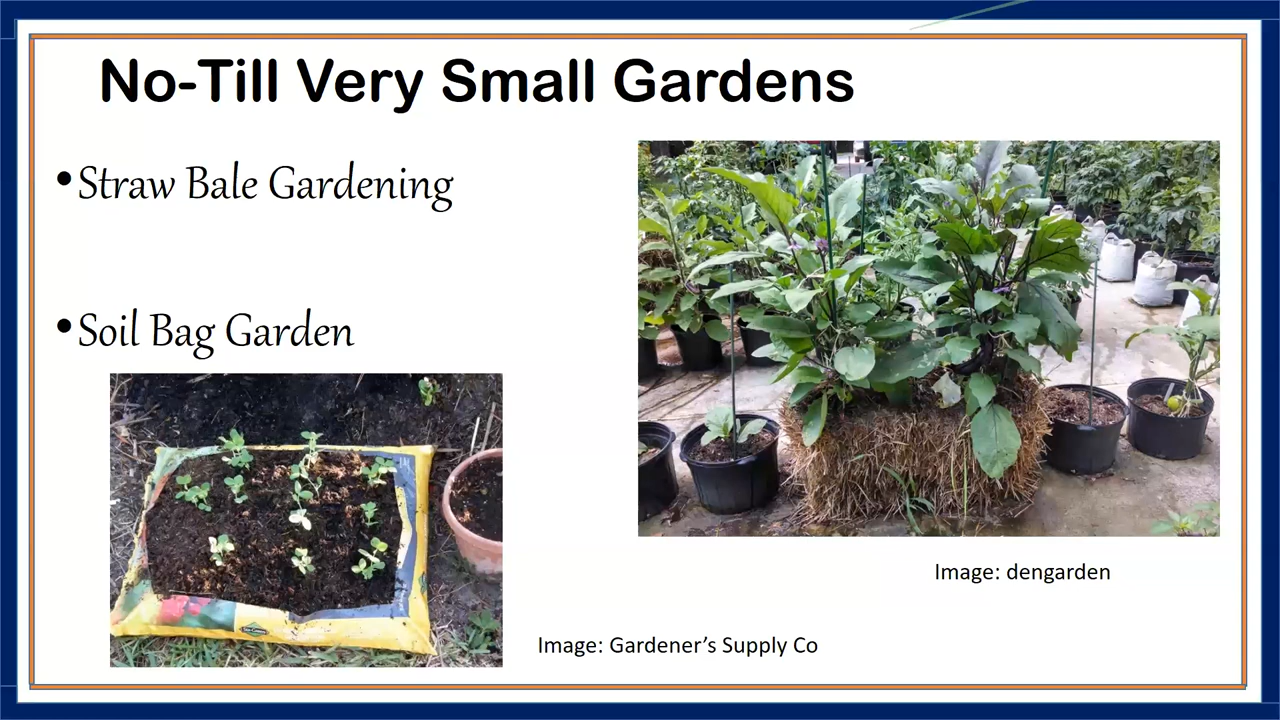 No-Till Very Small Gardens
•Straw Bale Gardening
•Soil Bag Garden
Image: dengarden
Image: Gardener’s Supply Co